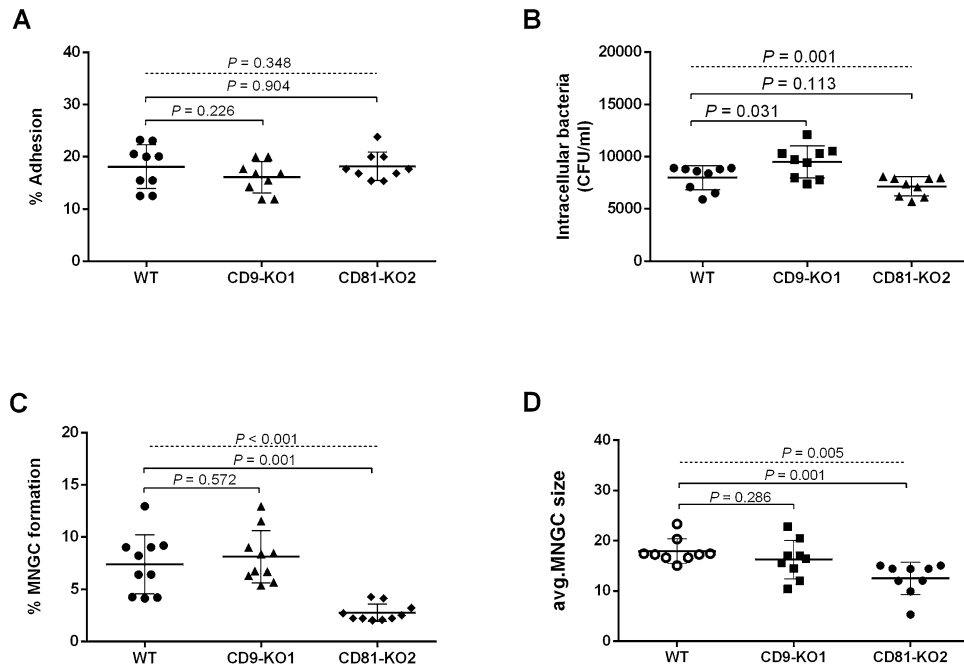 A
% Adhesion
40
30
20
10
0
P = 0.348
P = 0.904
P = 0.226
WT CD9-KO1 CD81-KO2
B
Intracellular bacteria
(CFU/ml)
20000
15000
10000
5000
0
P = 0.001
P = 0.113
P = 0.031
WT CD9-KO1 CD81-KO2
C
% MNGC formation
20
15
10
5
0
P < 0.001
P = 0.001
P = 0.572
WT CD9-KO1 CD81-KO2
D
avg.MNGC size
40
30
20
10
0
P = 0.005
P = 0.001
P = 0.286
WT CD9-KO1 CD81-KO2